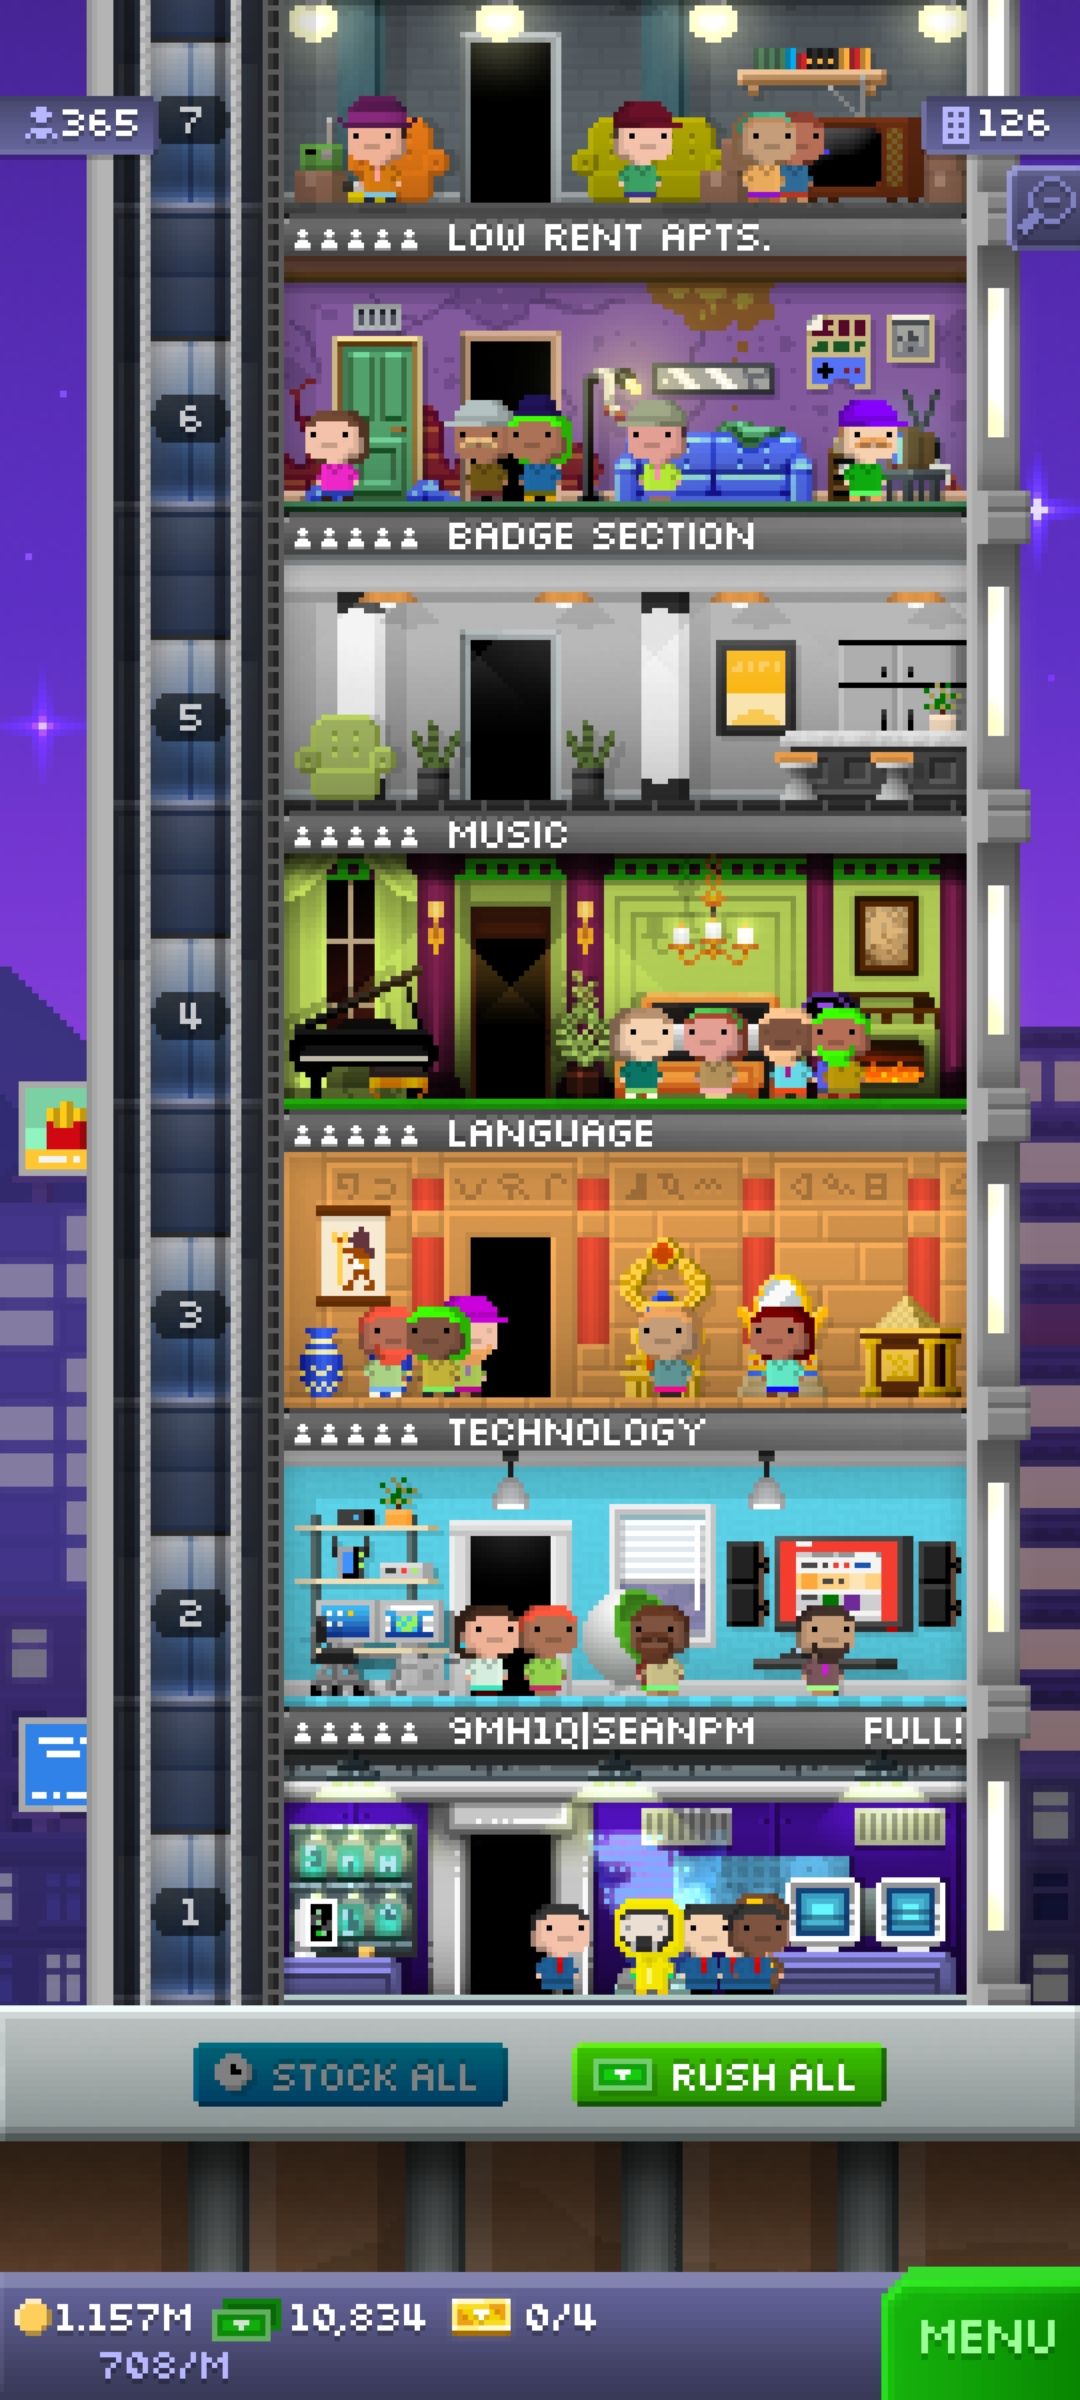 365
7
126
LOW RENT APTS.
6
BADGE SECTION
5
MUSIC
4
LANGUAGE
3
TECHNOLOGY
2
9MH1Q|SEANPM FULL!
1
STOCK ALL
RUSH ALL
1.157M 10,834 0/4
708/M
MENU